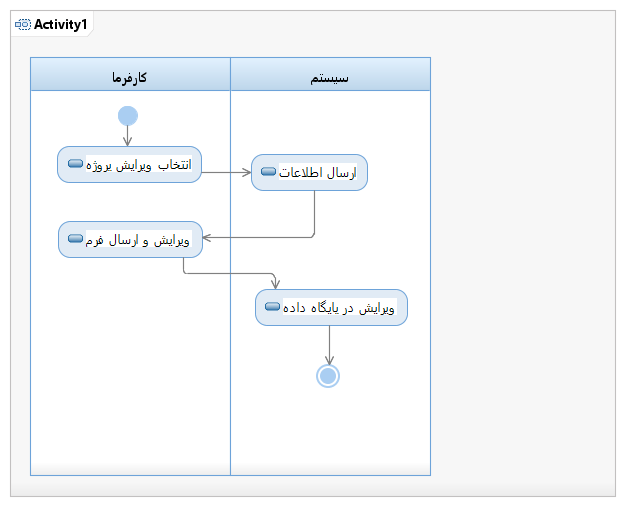 Activity1
کارفرما
سیستم
انتخاب ویرایش پروژه
ارسال اطلاعات
ویرایش و ارسال فرم
ویرایش در پایگاه داده